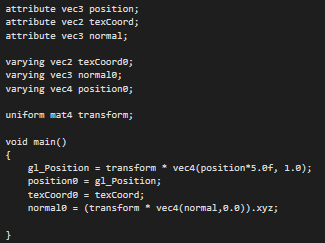 attribute vec3 position;
attribute vec2 texCoord;
attribute vec3 normal;

varying vec2 texCoord0;
varying vec3 normal0;
varying vec4 position0;

uniform mat4 transform;

void main()
{
    gl_Position = transform * vec4(position*5.0f, 1.0);
    position0 = gl_Position;
    texCoord0 = texCoord;
    normal0 = (transform * vec4(normal,0.0)).xyz;

}